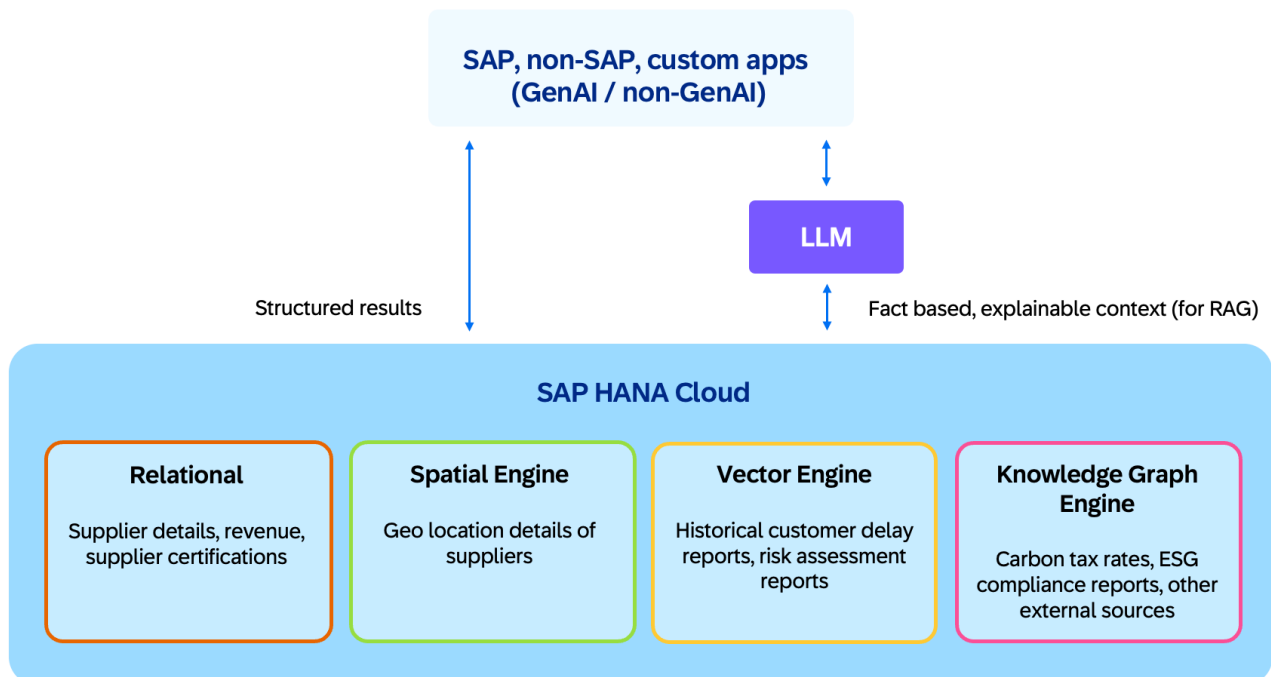 SAP, non-SAP, custom apps
(GenAI / non-GenAI)
LLM
Structured results
Fact based, explainable context (for RAG)
SAP HANA Cloud
Relational
Supplier details, revenue,
supplier certifications
Spatial Engine
Geo location details of
suppliers
Vector Engine
Historical customer delay
reports, risk assessment
reports
Knowledge Graph
Engine
Carbon tax rates, ESG
compliance reports, other
external sources